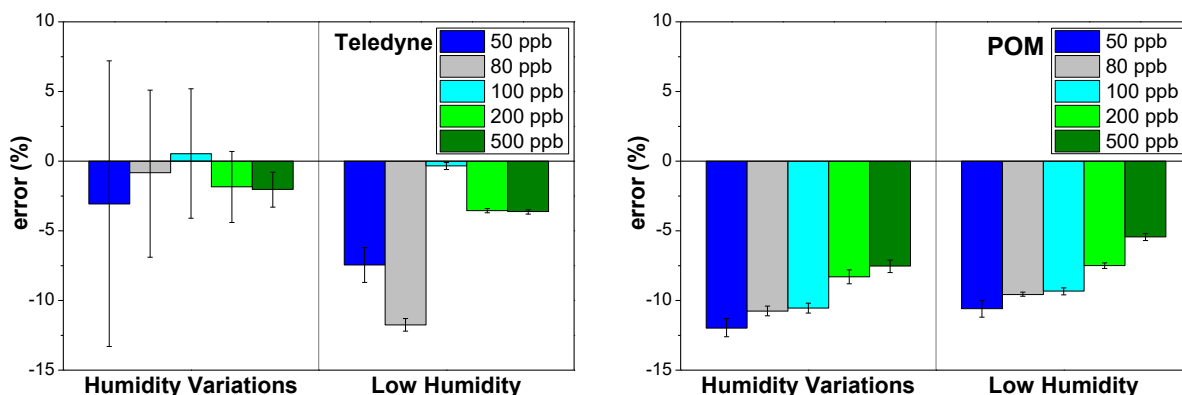 Teledyne
50 ppb
80 ppb
100 ppb
200 ppb
500 ppb
10
5
0
-5
-10
-15
error (%)
Humidity Variations Low Humidity
POM
50 ppb
80 ppb
100 ppb
200 ppb
500 ppb
10
5
0
-5
-10
-15
error (%)
Humidity Variations Low Humidity